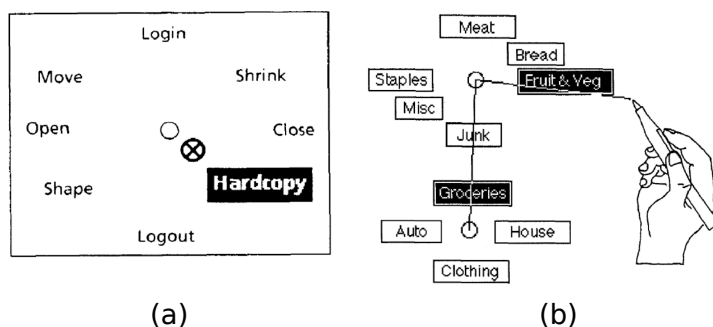 Login
Move
Shrink
Open
Close
Shape
Hardcopy
Logout
(a)
Meat
Bread
Staples
Fruit & Veg
Misc
Junk
Groceries
Auto
House
Clothing
(b)